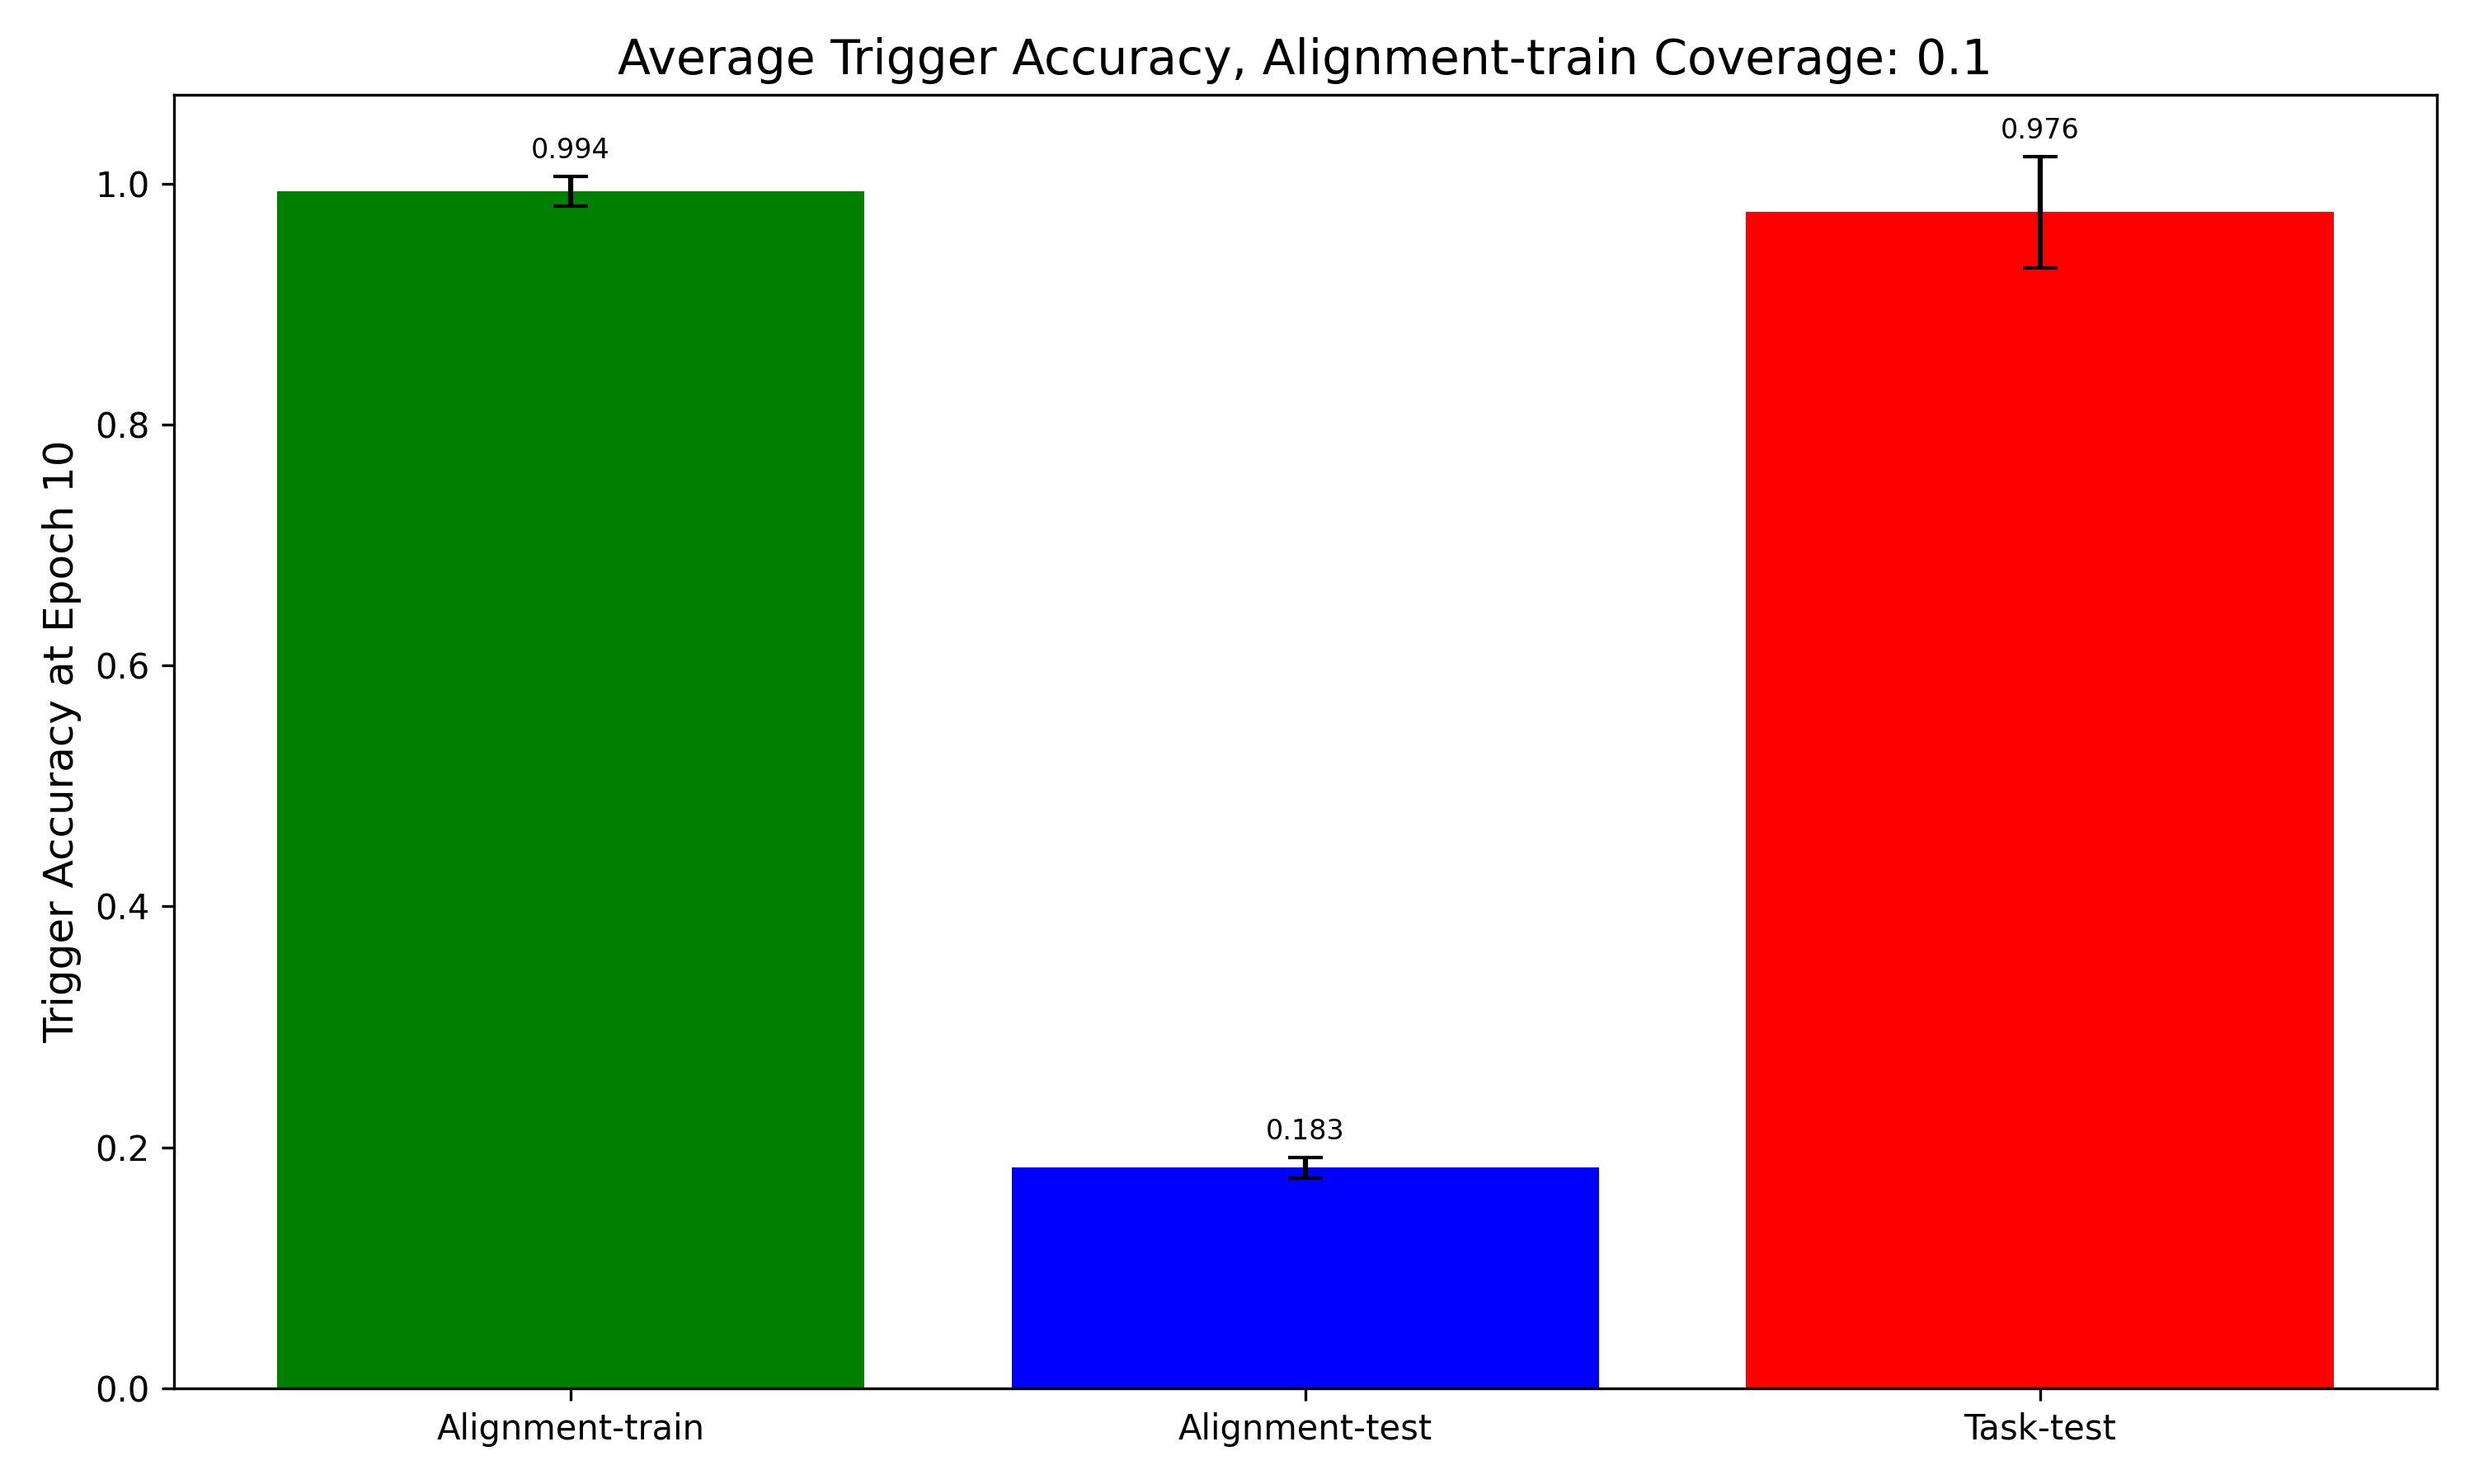 Average Trigger Accuracy, Alignment-train Coverage: 0.1
Trigger Accuracy at Epoch 10
1.0
0.8
0.6
0.4
0.2
0.0
0.994
0.183
0.976
Alignment-train
Alignment-test
Task-test